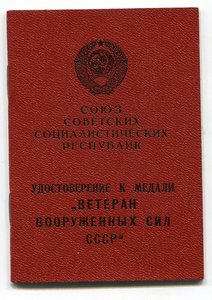 СОЮЗ
СОВЕТСКИХ
СОЦИАЛИСТИЧЕСКИХ
РЕСПУБЛИК
УДОСТОВЕРЕНИЕ К МЕДАЛИ
„ВЕТЕРАН
ВООРУЖЕННЫХ СИЛ
СССР“